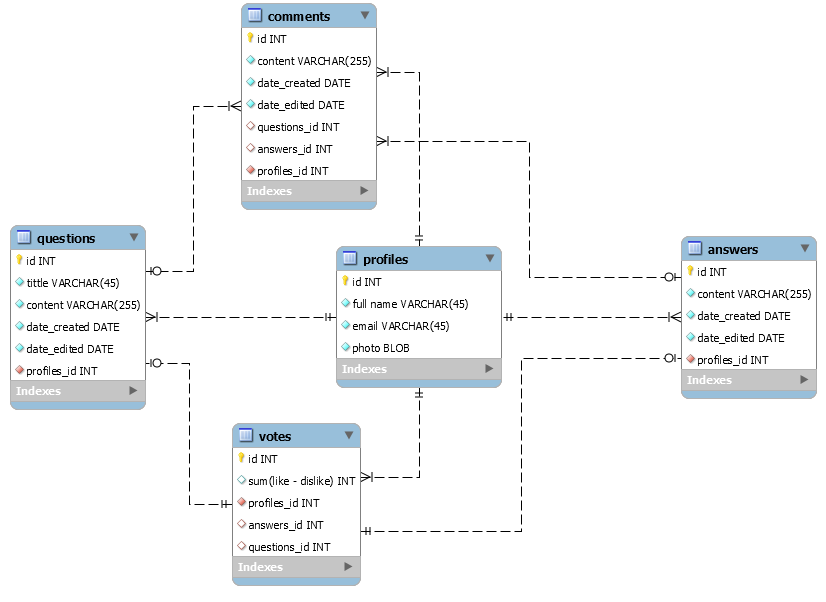 comments
id INT
content VARCHAR(255)
date_created DATE
date_edited DATE
questions_id INT
answers_id INT
profiles_id INT
Indexes
questions
id INT
tittle VARCHAR(45)
content VARCHAR(255)
date_created DATE
date_edited DATE
profiles_id INT
Indexes
profiles
id INT
full name VARCHAR(45)
email VARCHAR(45)
photo BLOB
Indexes
answers
id INT
content VARCHAR(255)
date_created DATE
date_edited DATE
profiles_id INT
Indexes
votes
id INT
sum(like - dislike) INT
profiles_id INT
answers_id INT
questions_id INT
Indexes